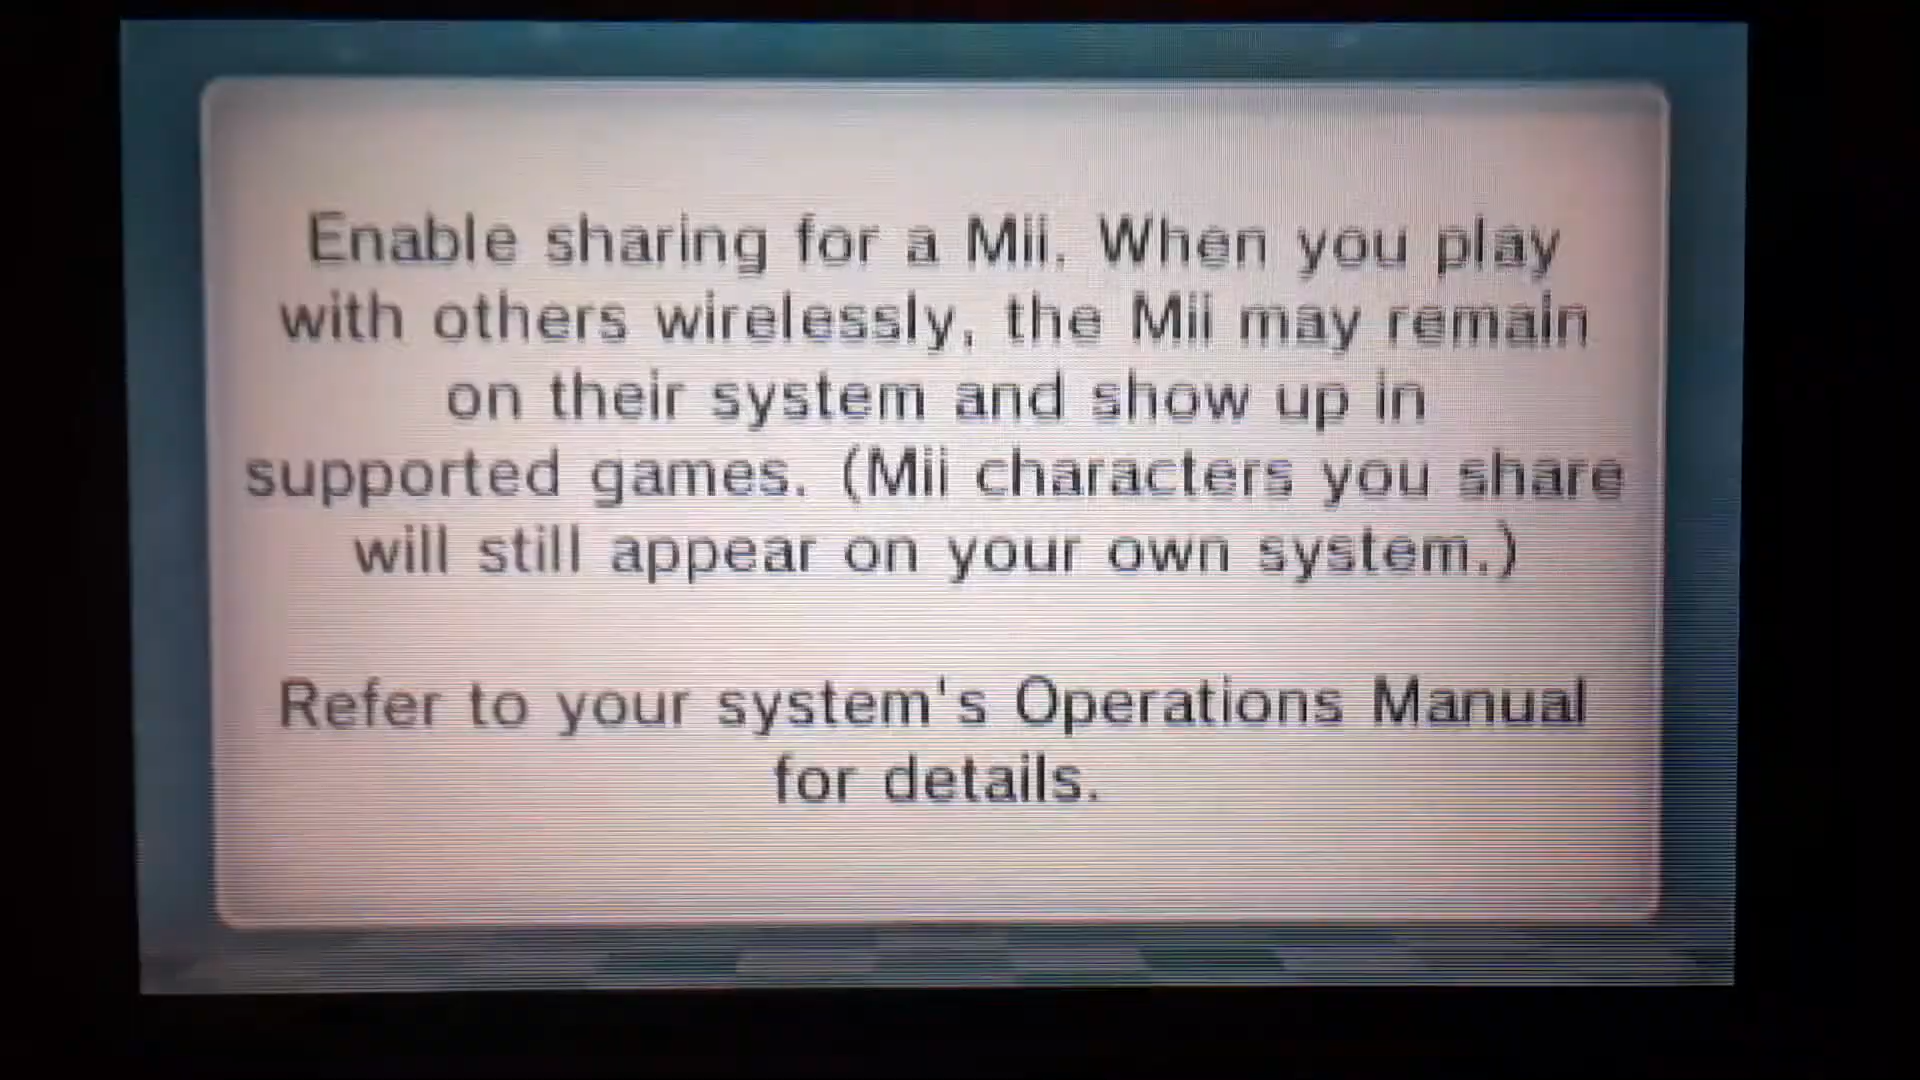 Enable sharing for a Mii. When you play
with others wirelessly, the Mii may remain
on their system and show up in
supported games. (Mii characters you share
will still appear on your own system.)
Refer to your system's Operations Manual
for details.